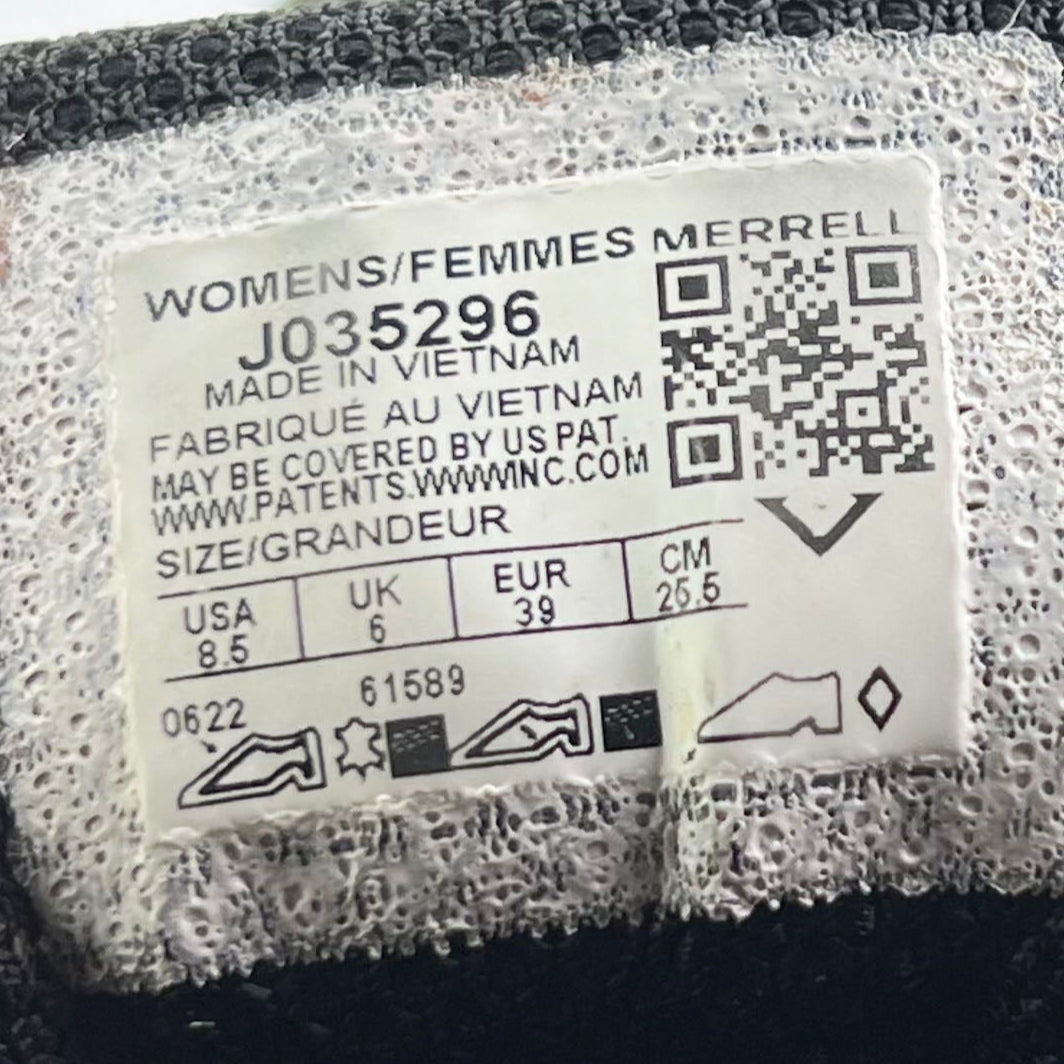 WOMENS/FEMMES MERRELL
J035296
MADE IN VIETNAM
FABRIQUÉ AU VIETNAM
MAY BE COVERED BY US PAT.
WWW.PATENTS.WWWINC.COM
SIZE/GRANDEUR
USA UK EUR CM
8.5 6 39 25.5
0622 61589